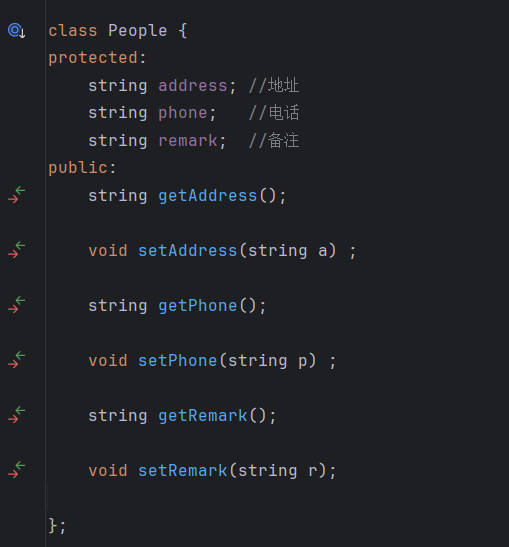 class People {
protected:
    string address; //地址
    string phone;   //电话
    string remark;  //备注
public:
    string getAddress();
    void setAddress(string a) ;
    string getPhone();
    void setPhone(string p) ;
    string getRemark();
    void setRemark(string r);
};